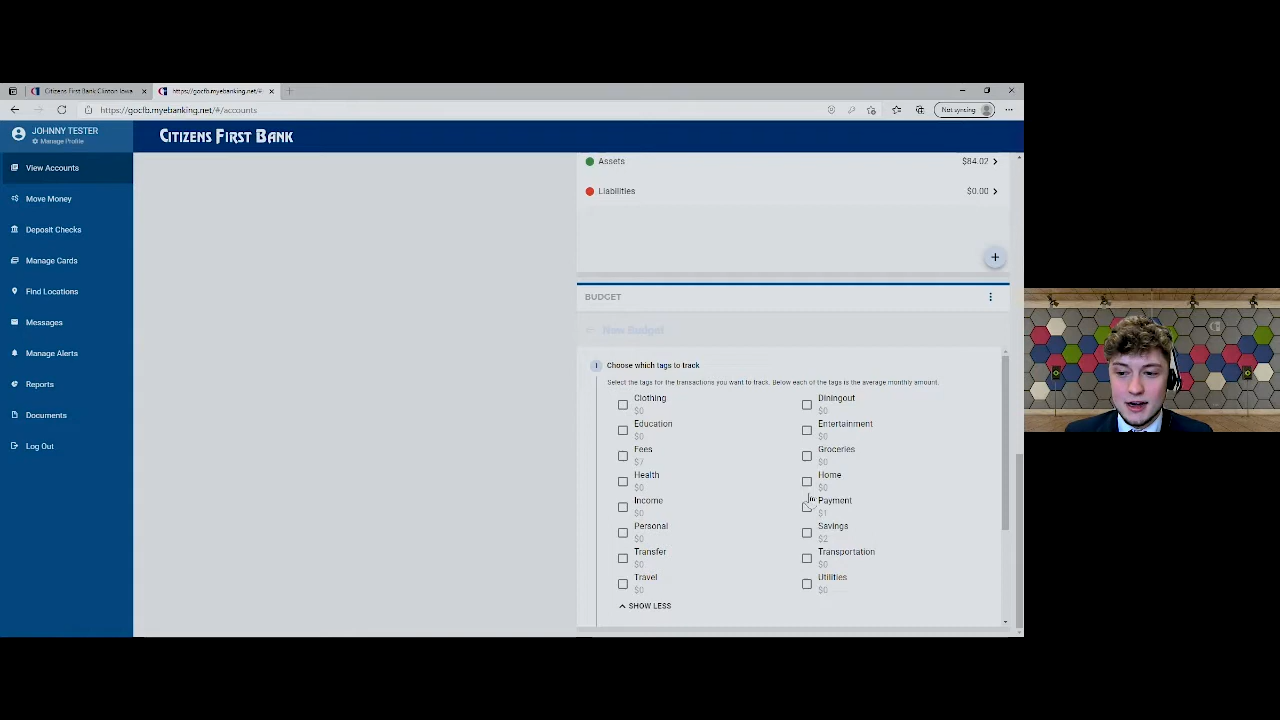 Citizens First Bank Clinton Iowa
https://gocfb.myebanking.net/#
https://gocfb.myebanking.net/#/accounts
Not syncing
JOHNNY TESTER
Manage Profile
CITIZENS FIRST BANK
View Accounts
Move Money
Deposit Checks
Manage Cards
Find Locations
Messages
Manage Alerts
Reports
Documents
Log Out
Assets $84.02
Liabilities $0.00
+
BUDGET
New Budget
1 Choose which tags to track
Select the tags for the transactions you want to track. Below each of the tags is the average monthly amount.
Clothing Diningout
$0 $0
Education Entertainment
$0 $0
Fees Groceries
$7 $0
Health Home
$0 $0
Income Payment
$0 $1
Personal Savings
$0 $2
Transfer Transportation
$0 $0
Travel Utilities
$0 $0
SHOW LESS